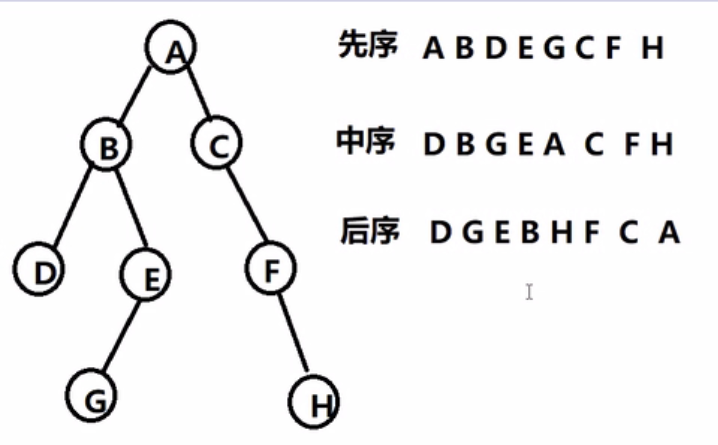 A
B
C
D
E
F
G
H
先序 A B D E G C F H
中序 D B G E A C F H
后序 D G E B H F C A